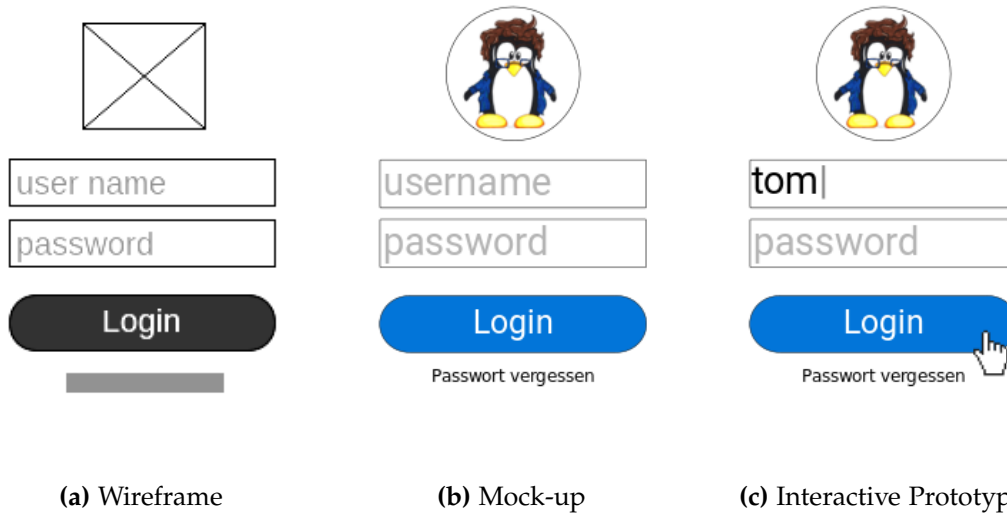 user name
password
Login
(a) Wireframe
username
password
Login
Passwort vergessen
(b) Mock-up
tom
password
Login
Passwort vergessen
(c) Interactive Prototyp